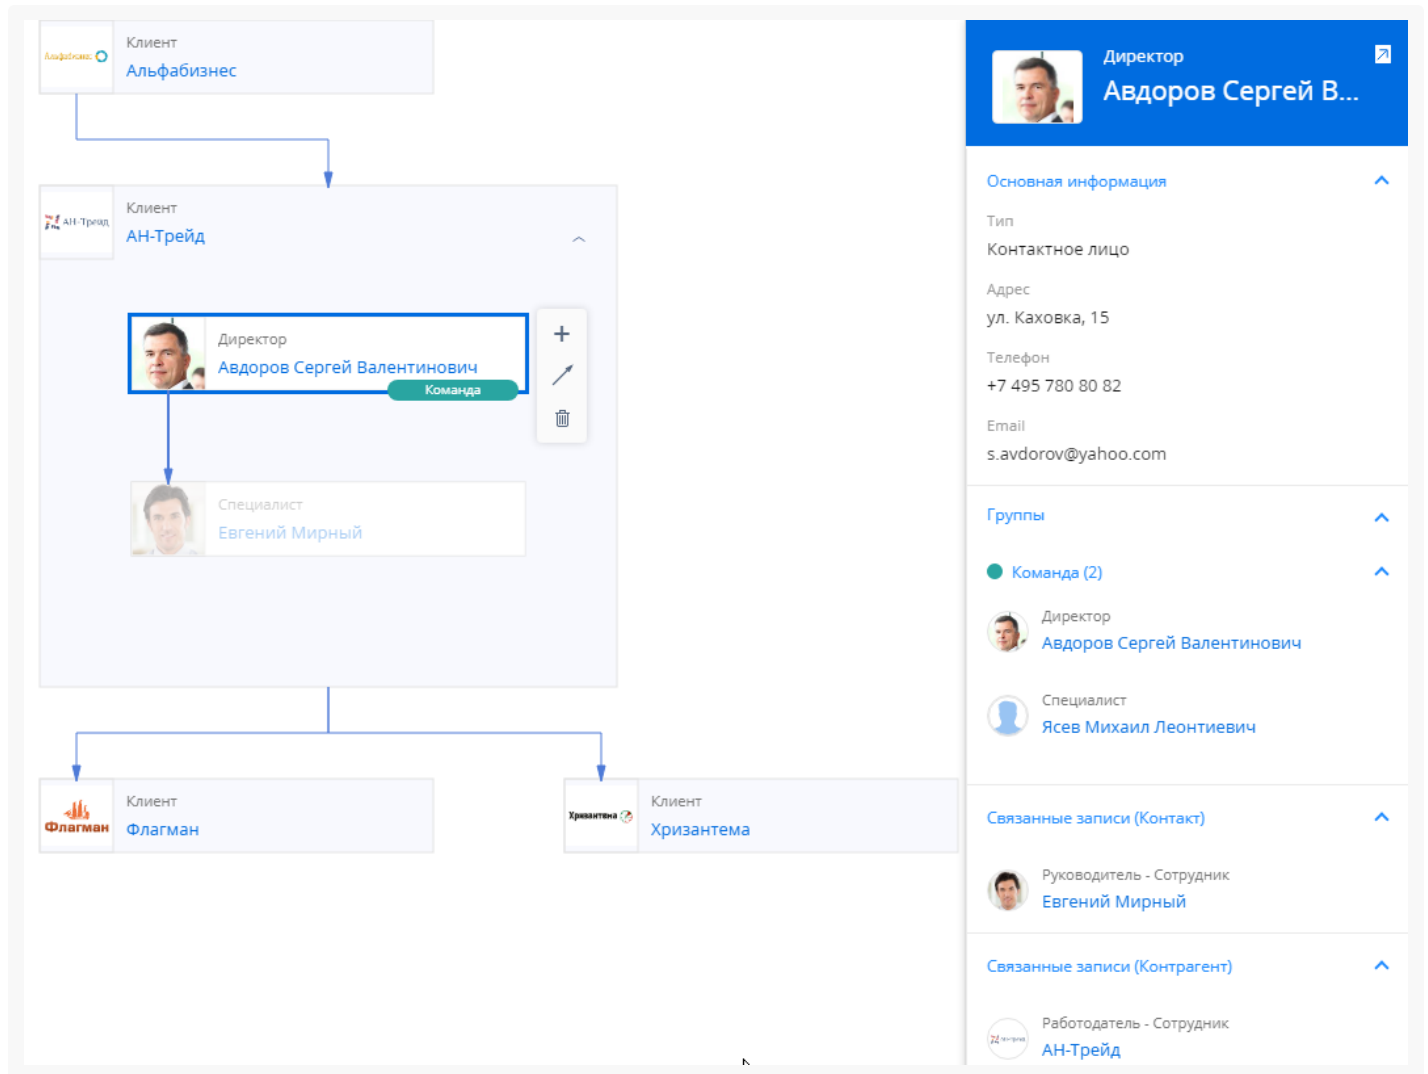 Альфабизнес
Клиент
Альфабизнес
АН-Трейд
Клиент
АН-Трейд
Директор
Авдоров Сергей Валентинович
Команда
Специалист
Евгений Мирный
Флагман
Клиент
Флагман
Хризантема
Клиент
Хризантема
Директор
Авдоров Сергей В...
Основная информация
Тип
Контактное лицо
Адрес
ул. Каховка, 15
Телефон
+7 495 780 80 82
Email
s.avdorov@yahoo.com
Группы
Команда (2)
Директор
Авдоров Сергей Валентинович
Специалист
Ясев Михаил Леонтиевич
Связанные записи (Контакт)
Руководитель - Сотрудник
Евгений Мирный
Связанные записи (Контрагент)
Работодатель - Сотрудник
АН-Трейд